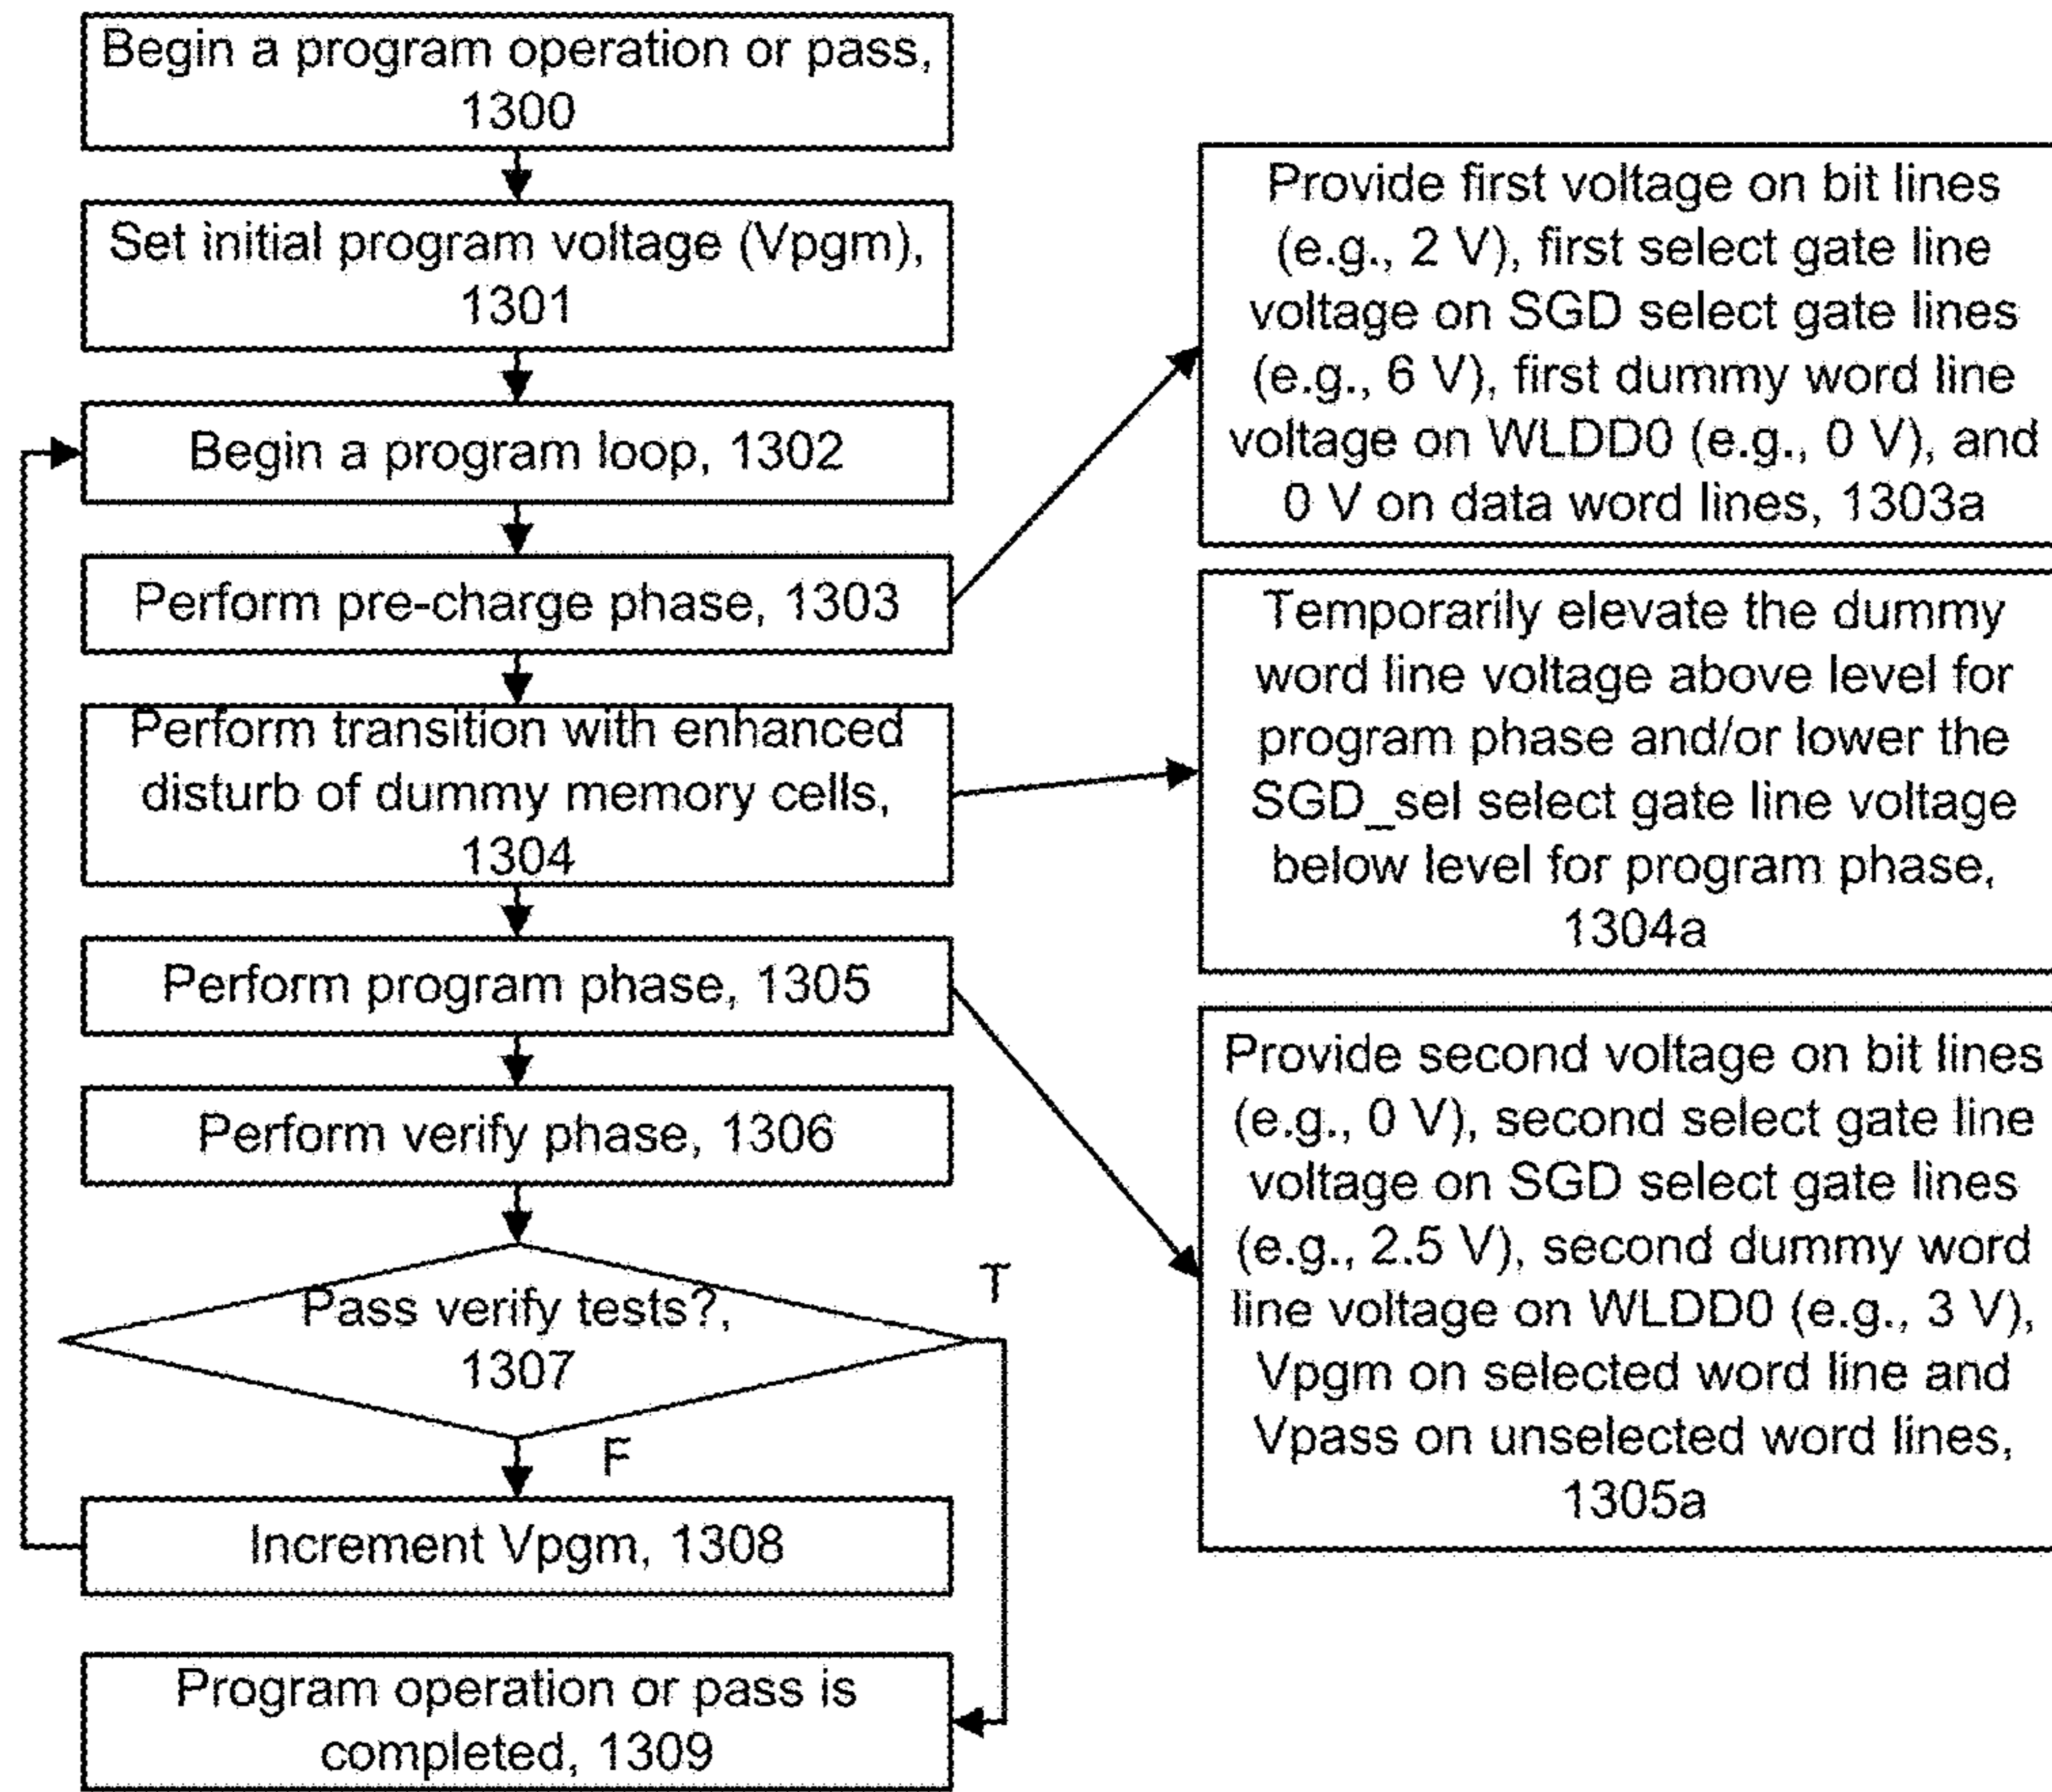 Begin a program operation or pass,
1300
Set initial program voltage (Vpgm),
1301
Begin a program loop, 1302
Perform pre-charge phase, 1303
Perform transition with enhanced
disturb of dummy memory cells,
1304
Perform program phase, 1305
Perform verify phase, 1306
Pass verify tests?,
1307
T
F
Increment Vpgm, 1308
Program operation or pass is
completed, 1309
Provide first voltage on bit lines
(e.g., 2 V), first select gate line
voltage on SGD select gate lines
(e.g., 6 V), first dummy word line
voltage on WLDD0 (e.g., 0 V), and
0 V on data word lines, 1303a
Temporarily elevate the dummy
word line voltage above level for
program phase and/or lower the
SGD_sel select gate line voltage
below level for program phase,
1304a
Provide second voltage on bit lines
(e.g., 0 V), second select gate line
voltage on SGD select gate lines
(e.g., 2.5 V), second dummy word
line voltage on WLDD0 (e.g., 3 V),
Vpgm on selected word line and
Vpass on unselected word lines,
1305a